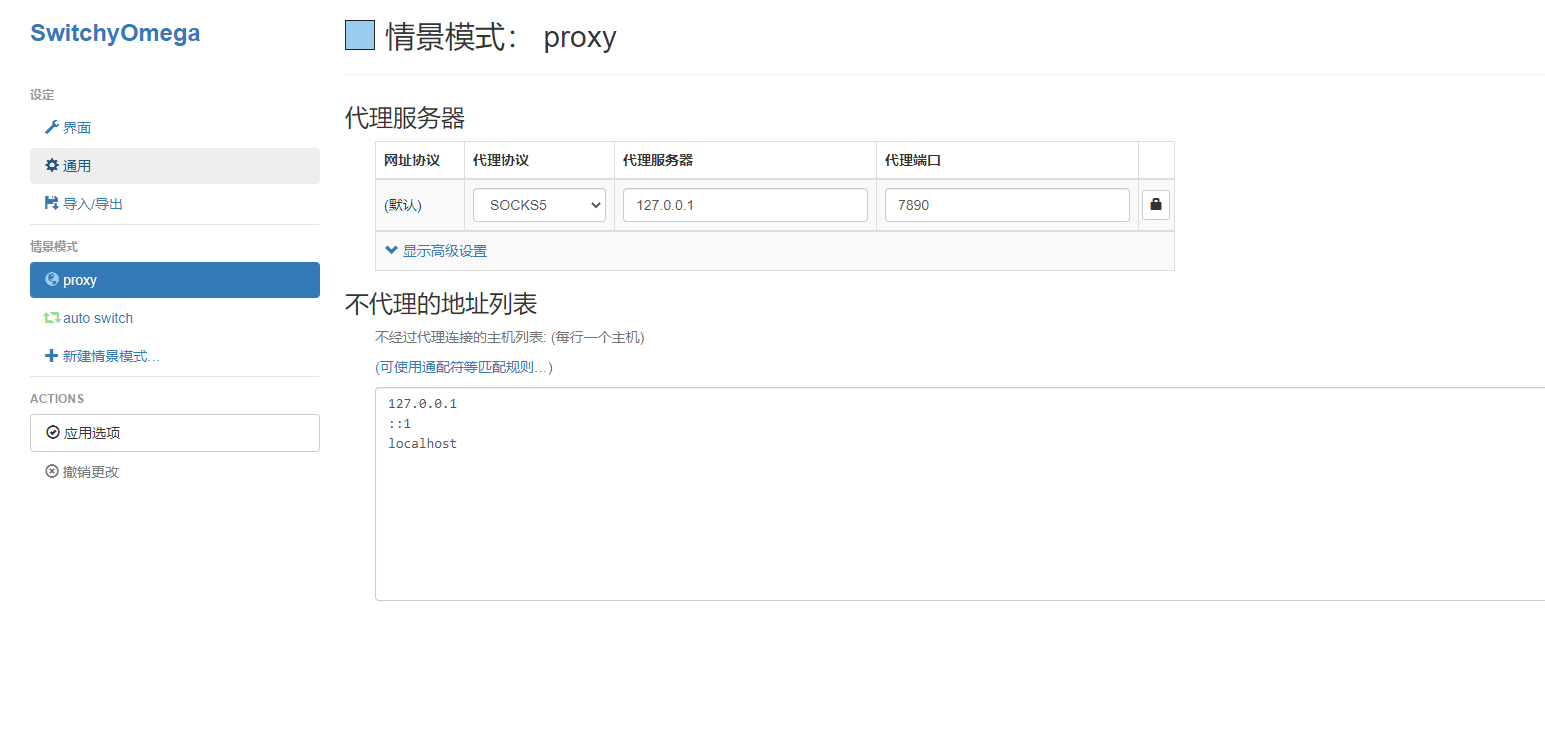 SwitchyOmega
设定
界面
通用
导入/导出
情景模式
proxy
auto switch
新建情景模式…
ACTIONS
应用选项
撤销更改
情景模式： proxy
代理服务器
网址协议 代理协议 代理服务器 代理端口
(默认) SOCKS5 127.0.0.1 7890
显示高级设置
不代理的地址列表
不经过代理连接的主机列表: (每行一个主机)
(可使用通配符等匹配规则…)
127.0.0.1
::1
localhost